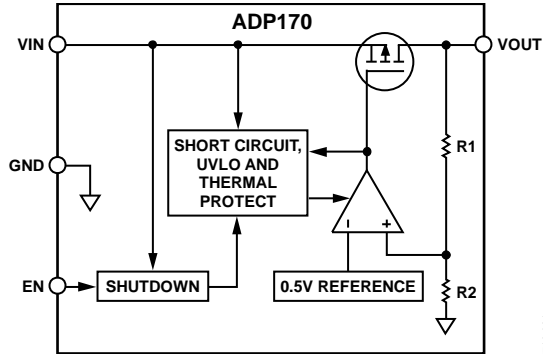 ADP170
VIN
VOUT
SHORT CIRCUIT,
UVLO AND
THERMAL
PROTECT
R1
GND
– +
EN
SHUTDOWN
0.5V REFERENCE
R2